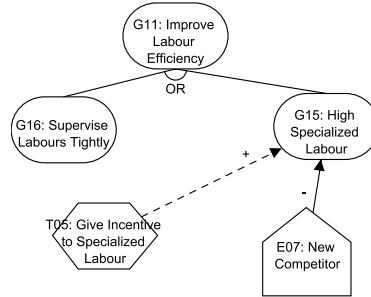 G11: Improve
Labour
Efficiency
OR
G16: Supervise
Labours Tightly
G15: High
Specialized
Labour
+
-
T05: Give Incentive
to Specialized
Labour
E07: New
Competitor